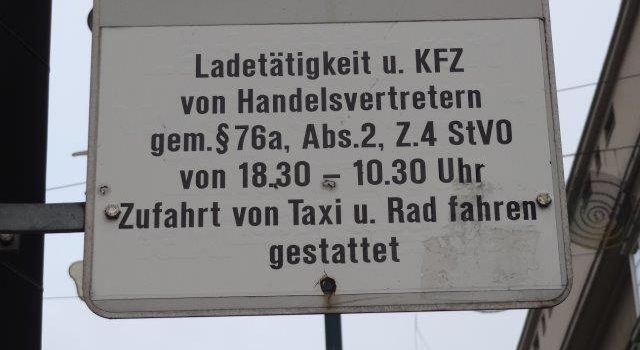 Ladetätigkeit u. KFZ
von Handelsvertretern
gem.§76a, Abs.2, Z.4 StVO
von 18.30 – 10.30 Uhr
Zufahrt von Taxi u. Rad fahren
gestattet